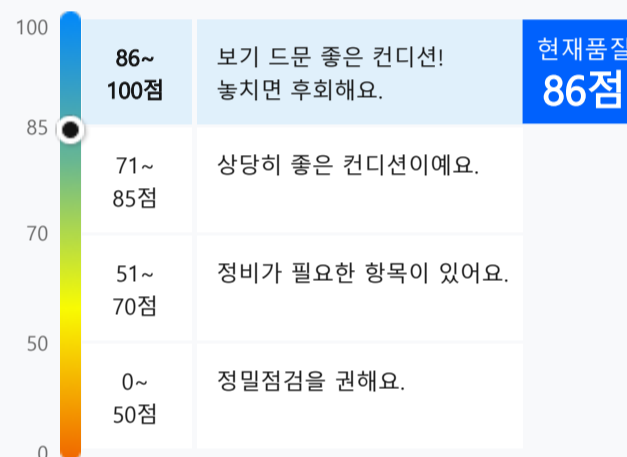 100
86~
100점
보기 드문 좋은 컨디션!
놓치면 후회해요.
현재품질
86점
85
71~
85점
상당히 좋은 컨디션이예요.
70
51~
70점
정비가 필요한 항목이 있어요.
50
0~
50점
정밀점검을 권해요.
0